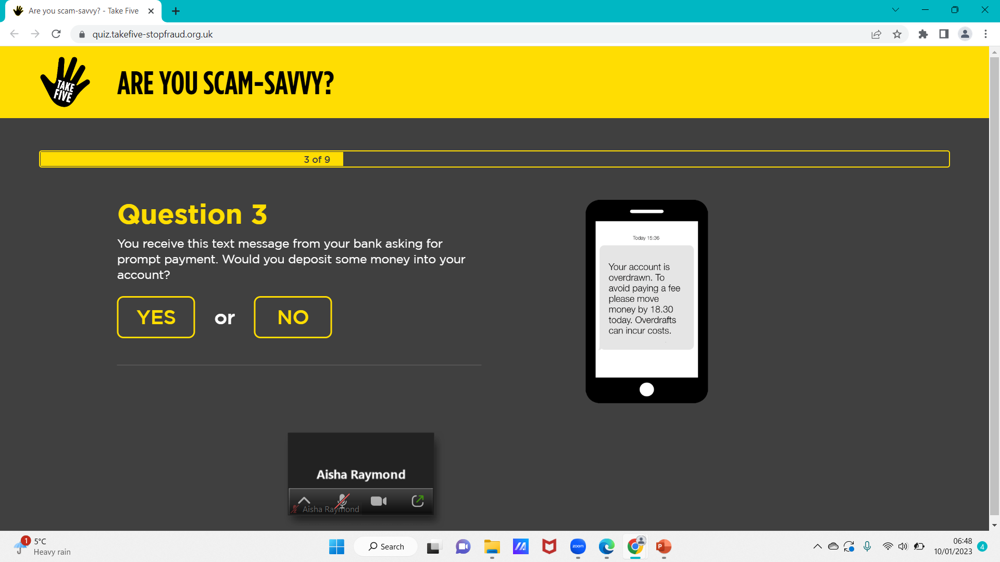 Are you scam-savvy? - Take Five
quiz.takefive-stopfraud.org.uk
TAKE
FIVE
ARE YOU SCAM-SAVVY?
3 of 9
Question 3
You receive this text message from your bank asking for
prompt payment. Would you deposit some money into your
account?
YES or NO
Today 15:36
Your account is
overdrawn. To
avoid paying a fee
please move
money by 18.30
today. Overdrafts
can incur costs.
Aisha Raymond
Aisha Raymond
1
5°C
Heavy rain
Search
zoom
P
06:48
10/01/2023
4